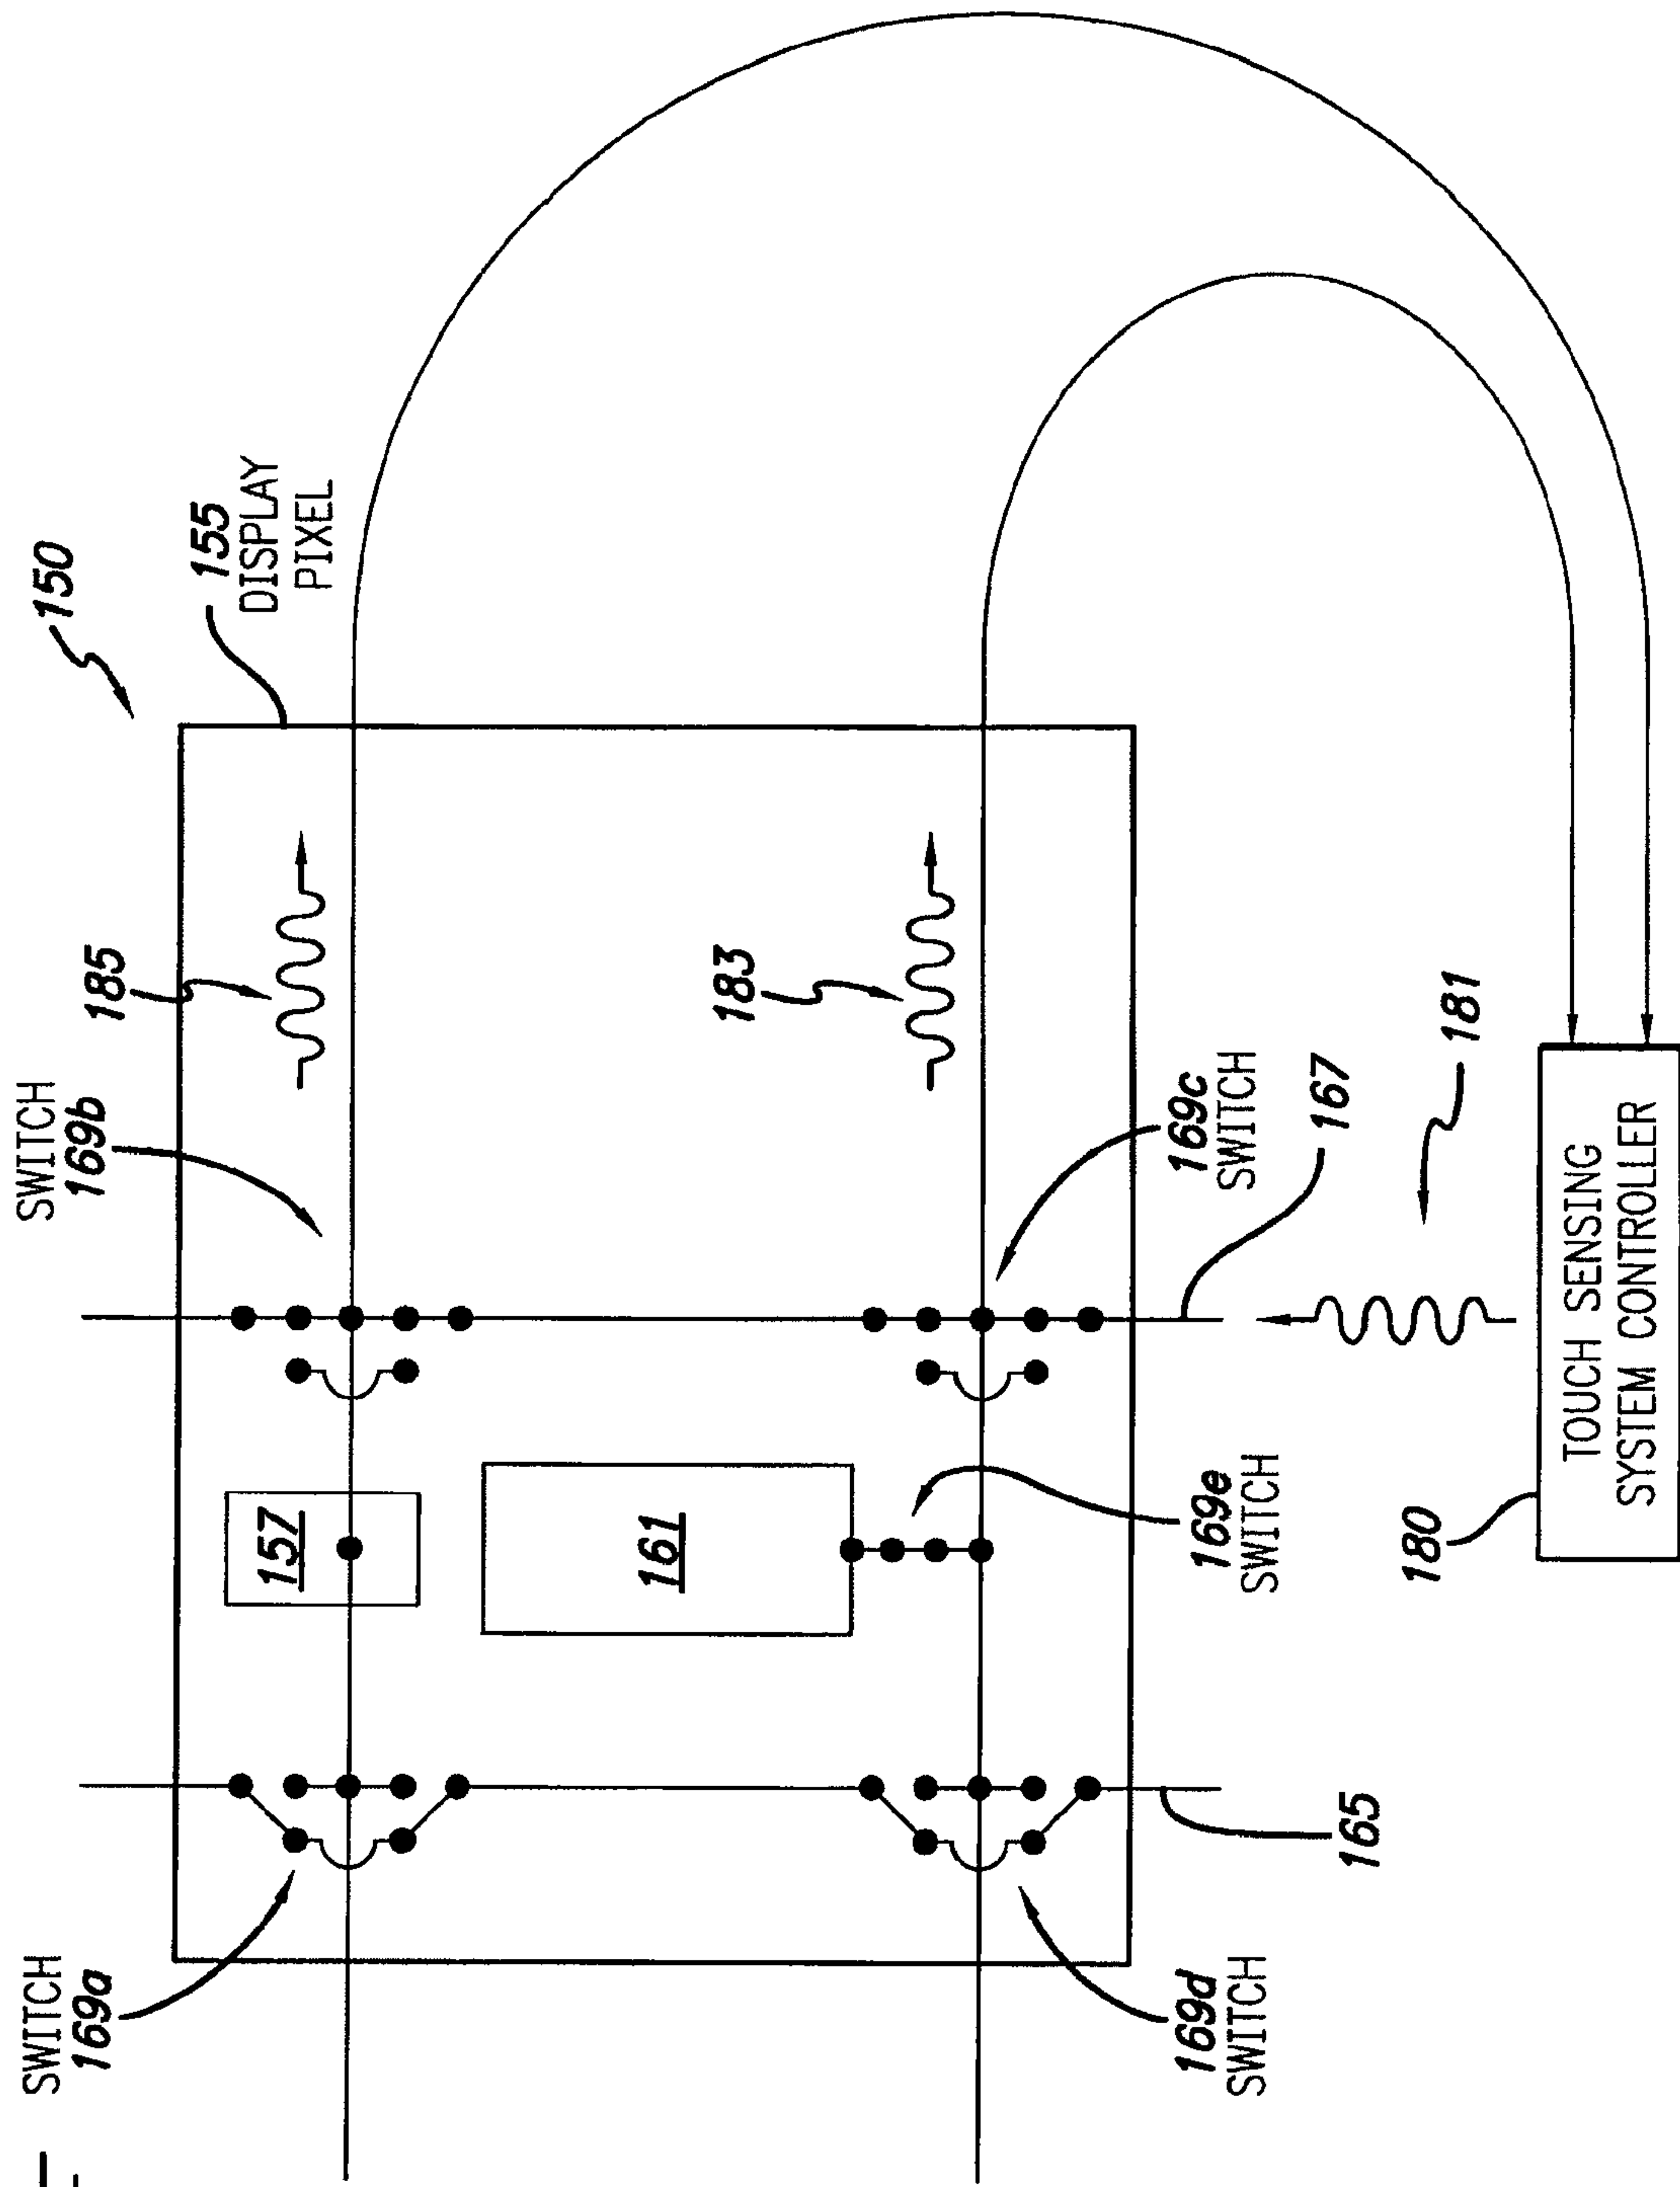 150
155
DISPLAY
PIXEL
SWITCH
169a
SWITCH
169b
185
183
157
161
169c
SWITCH
169e
SWITCH
169d
SWITCH
165
167
181
180
TOUCH SENSING
SYSTEM CONTROLLER